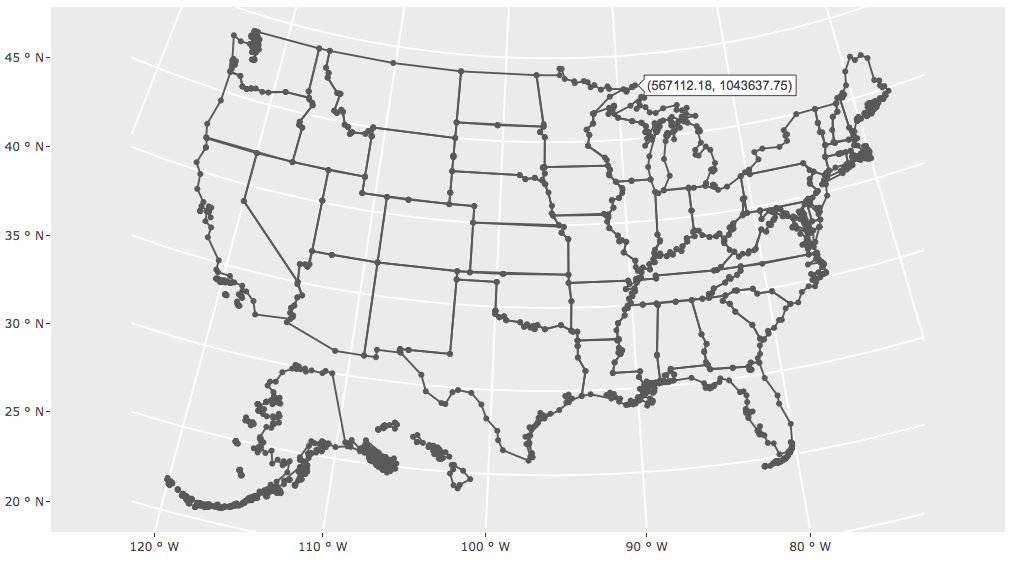 (567112.18, 1043637.75)
45 ° N
40 ° N
35 ° N
30 ° N
25 ° N
20 ° N
120 ° W
110 ° W
100 ° W
90 ° W
80 ° W